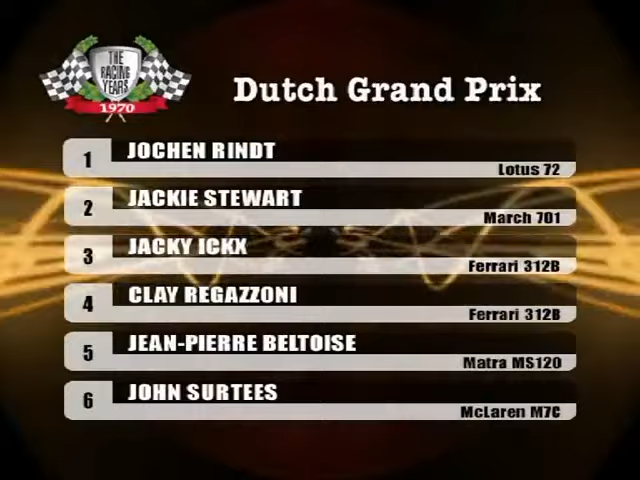 THE
RACING
YEARS
1970
Dutch Grand Prix
1
JOCHEN RINDT
Lotus 72
2
JACKIE STEWART
March 701
3
JACKY ICKX
Ferrari 312B
4
CLAY REGAZZONI
Ferrari 312B
5
JEAN-PIERRE BELTOISE
Matra MS120
6
JOHN SURTEES
McLaren M7C